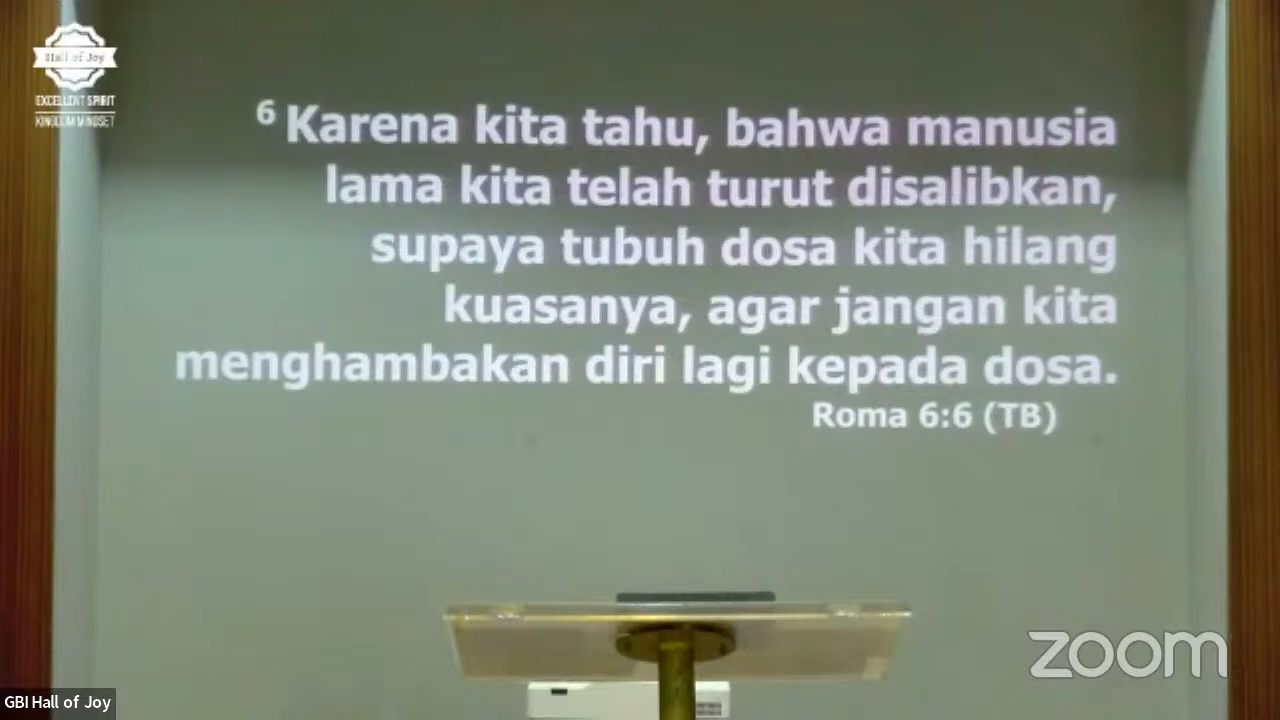 Hall of Joy
EXCELLENT SPIRIT
KINGDOM MINDSET
6 Karena kita tahu, bahwa manusia
lama kita telah turut disalibkan,
supaya tubuh dosa kita hilang
kuasanya, agar jangan kita
menghambakan diri lagi kepada dosa.
Roma 6:6 (TB)
zoom
GBI Hall of Joy